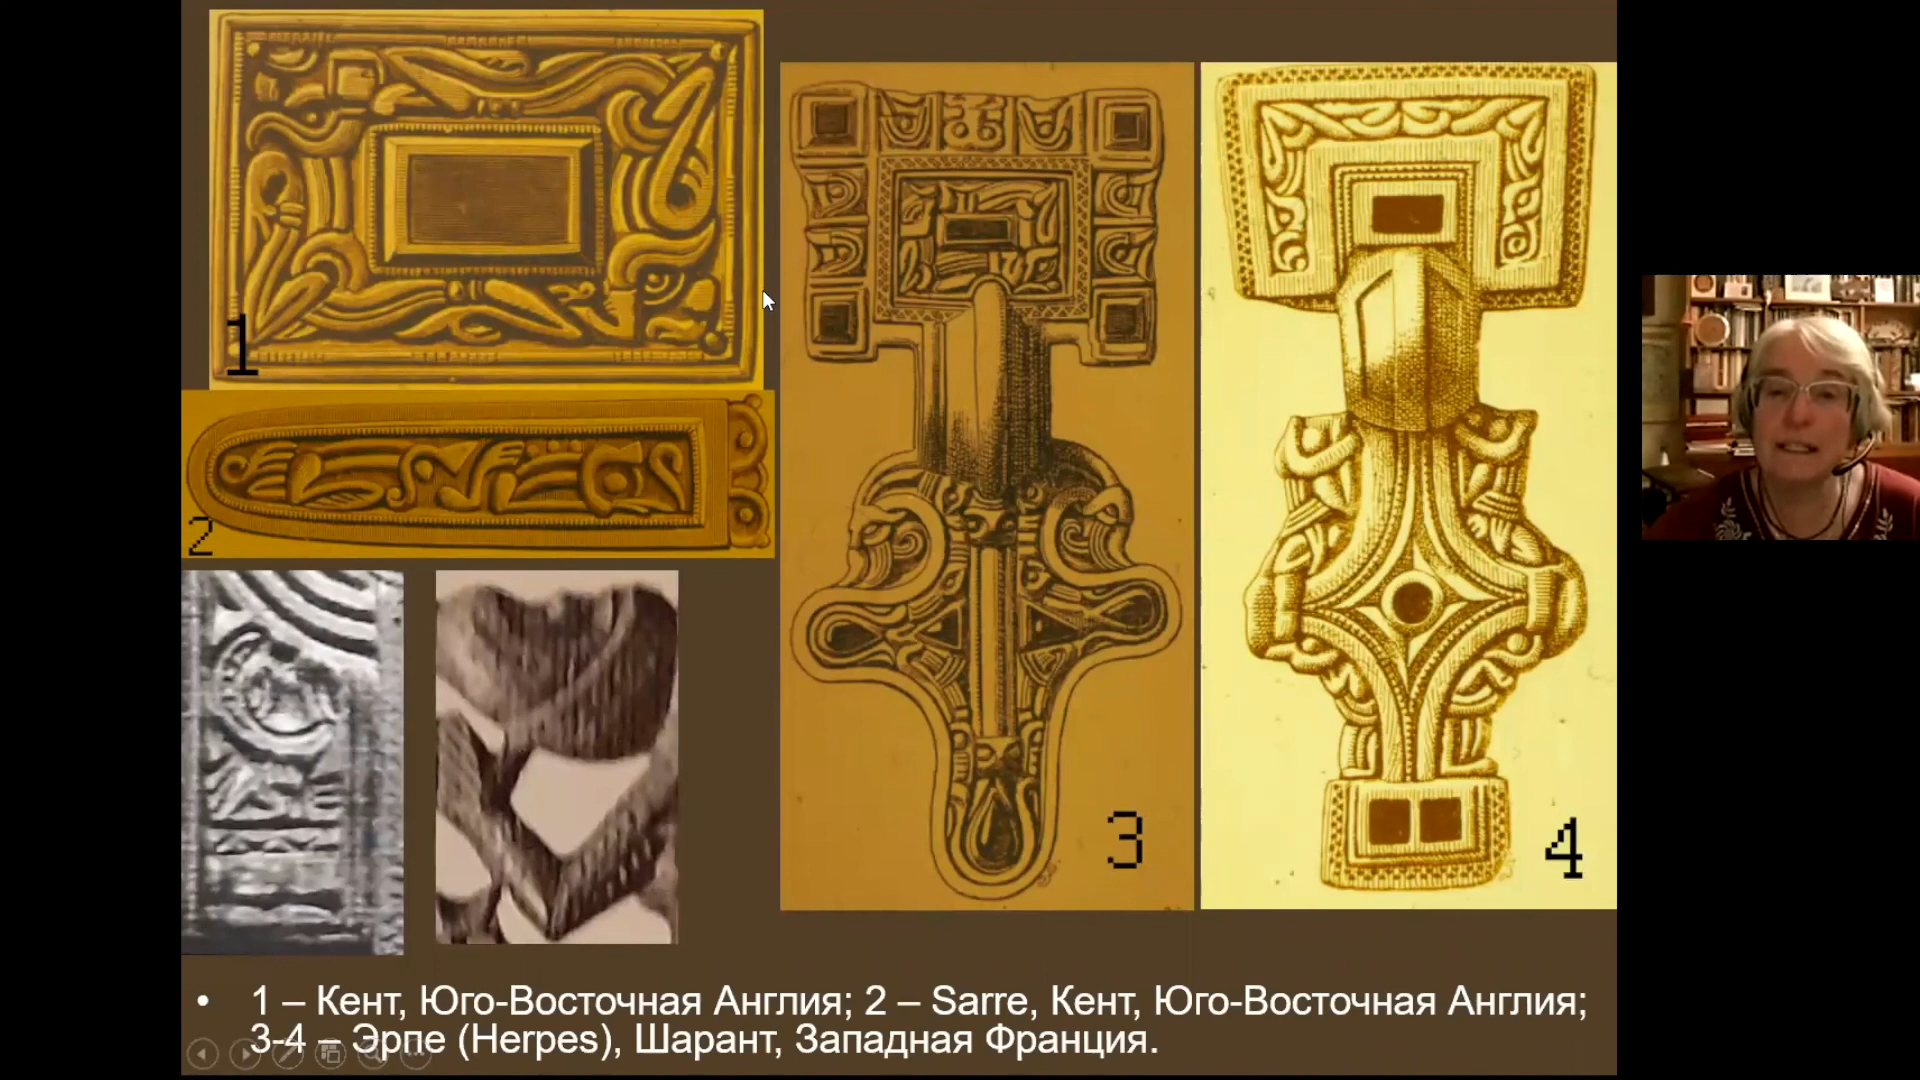 1
2
3
4
• 1 – Кент, Юго-Восточная Англия; 2 – Sarre, Кент, Юго-Восточная Англия;
3-4 – Эрпе (Herpes), Шарант, Западная Франция.